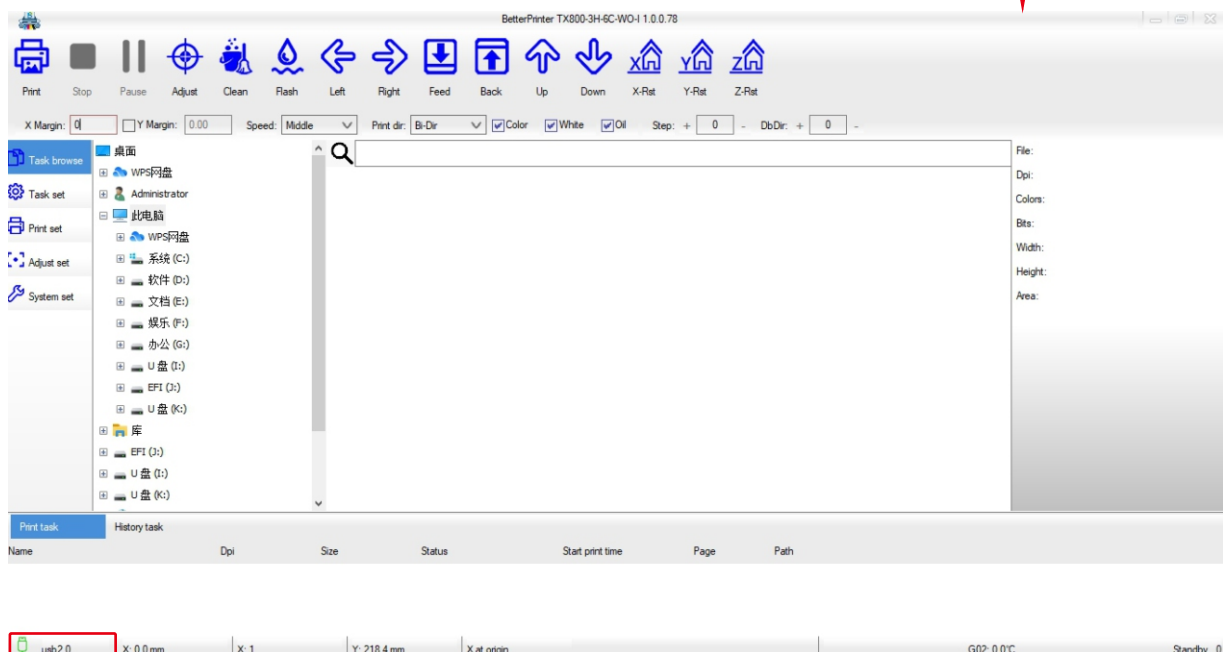 BetterPrinter TX800-3H-6C-WO-I 1.0.0.78
Print Stop Pause Adjust Clean Flash Left Right Feed Back Up Down X-Rst Y-Rst Z-Rst
X Margin: 0 Y Margin: 0.00 Speed: Middle Print dir: Bi-Dir Color White Oil Step: + 0 - DbDir: + 0 -
Task browse
Task set
Print set
Adjust set
System set
桌面
WPS网盘
Administrator
此电脑
WPS网盘
系统 (C:)
软件 (D:)
文档 (E:)
娱乐 (F:)
办公 (G:)
U 盘 (I:)
EFI (J:)
U 盘 (K:)
库
EFI (J:)
U 盘 (I:)
U 盘 (K:)
File:
Dpi:
Colors:
Bits:
Width:
Height:
Area:
Print task History task
Name Dpi Size Status Start print time Page Path
usb2.0 X: 0.0 mm X: 1 Y: 218.4 mm X at origin G02: 0.0°C Standby 0